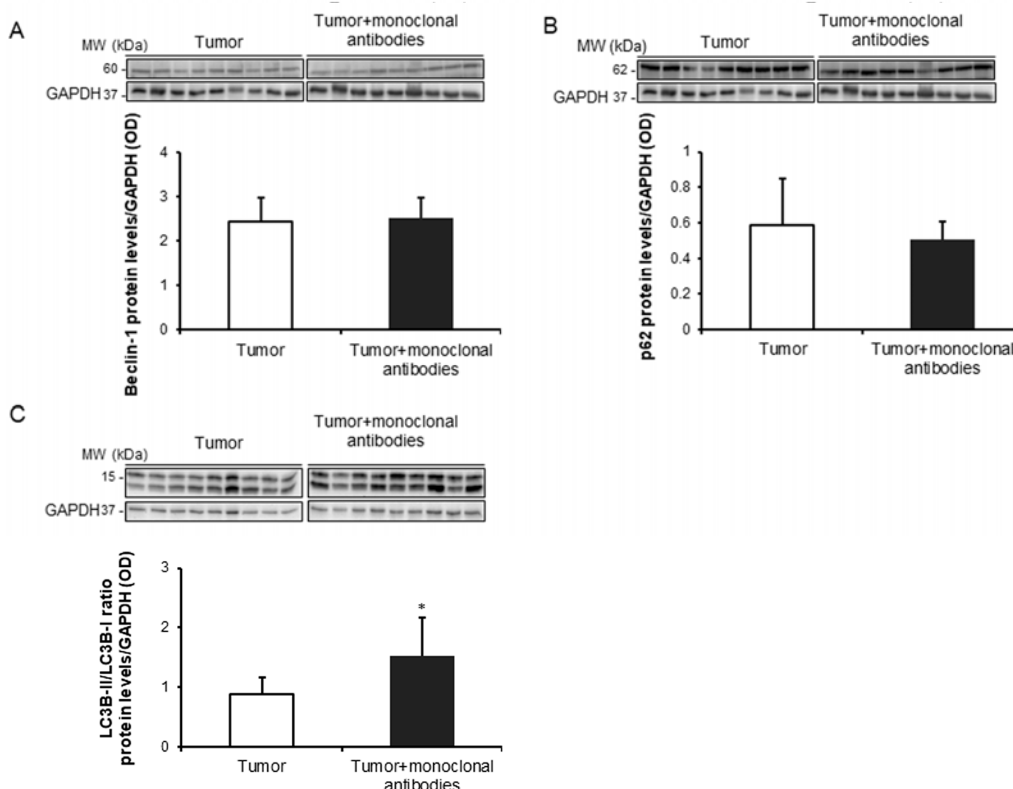 A
MW (kDa)
Tumor
Tumor+monoclonal
antibodies
60 -
GAPDH 37 -
Beclin-1 protein levels/GAPDH (OD)
4
3
2
1
0
Tumor
Tumor+monoclonal
antibodies
B
MW (kDa)
Tumor
Tumor+monoclonal
antibodies
62 -
GAPDH 37 -
p62 protein levels/GAPDH (OD)
1
0.8
0.6
0.4
0.2
0
Tumor
Tumor+monoclonal
antibodies
C
MW (kDa)
Tumor
Tumor+monoclonal
antibodies
15 -
GAPDH 37 -
LC3B-II/LC3B-I ratio
protein levels/GAPDH (OD)
3
2
1
0
*
Tumor
Tumor+monoclonal
antibodies